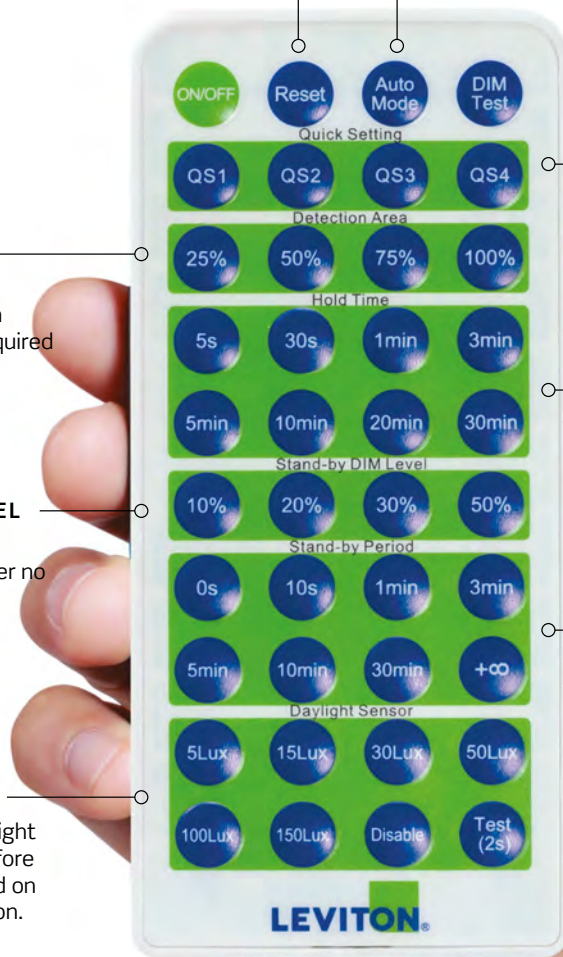 ON/OFF Reset Auto Mode DIM Test
Quick Setting
QS1 QS2 QS3 QS4
Detection Area
25% 50% 75% 100%
Hold Time
5s 30s 1min 3min
quired
5min 10min 20min 30min
Stand-by DIM Level
EL
10% 20% 30% 50%
Stand-by Period
er no
0s 10s 1min 3min
5min 10min 30min +∞
Daylight Sensor
5Lux 15Lux 30Lux 50Lux
ight
100Lux 150Lux Disable Test (2s)
fore
d on
on.
LEVITON®